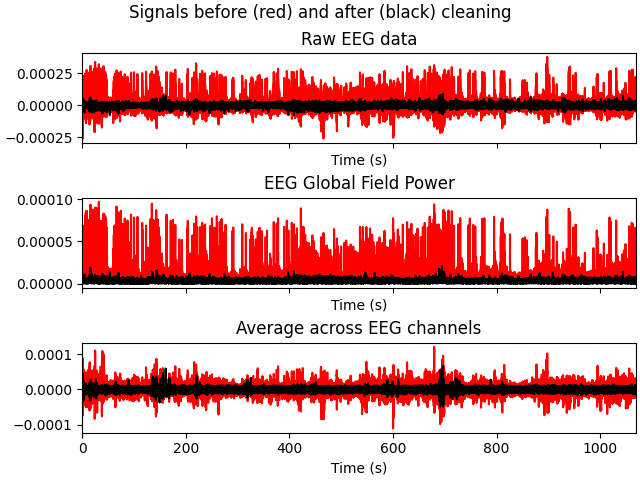 Signals before (red) and after (black) cleaning
Raw EEG data
0.00025
0.00000
−0.00025
Time (s)
EEG Global Field Power
0.00010
0.00005
0.00000
Time (s)
Average across EEG channels
0.0001
0.0000
−0.0001
0 200 400 600 800 1000
Time (s)